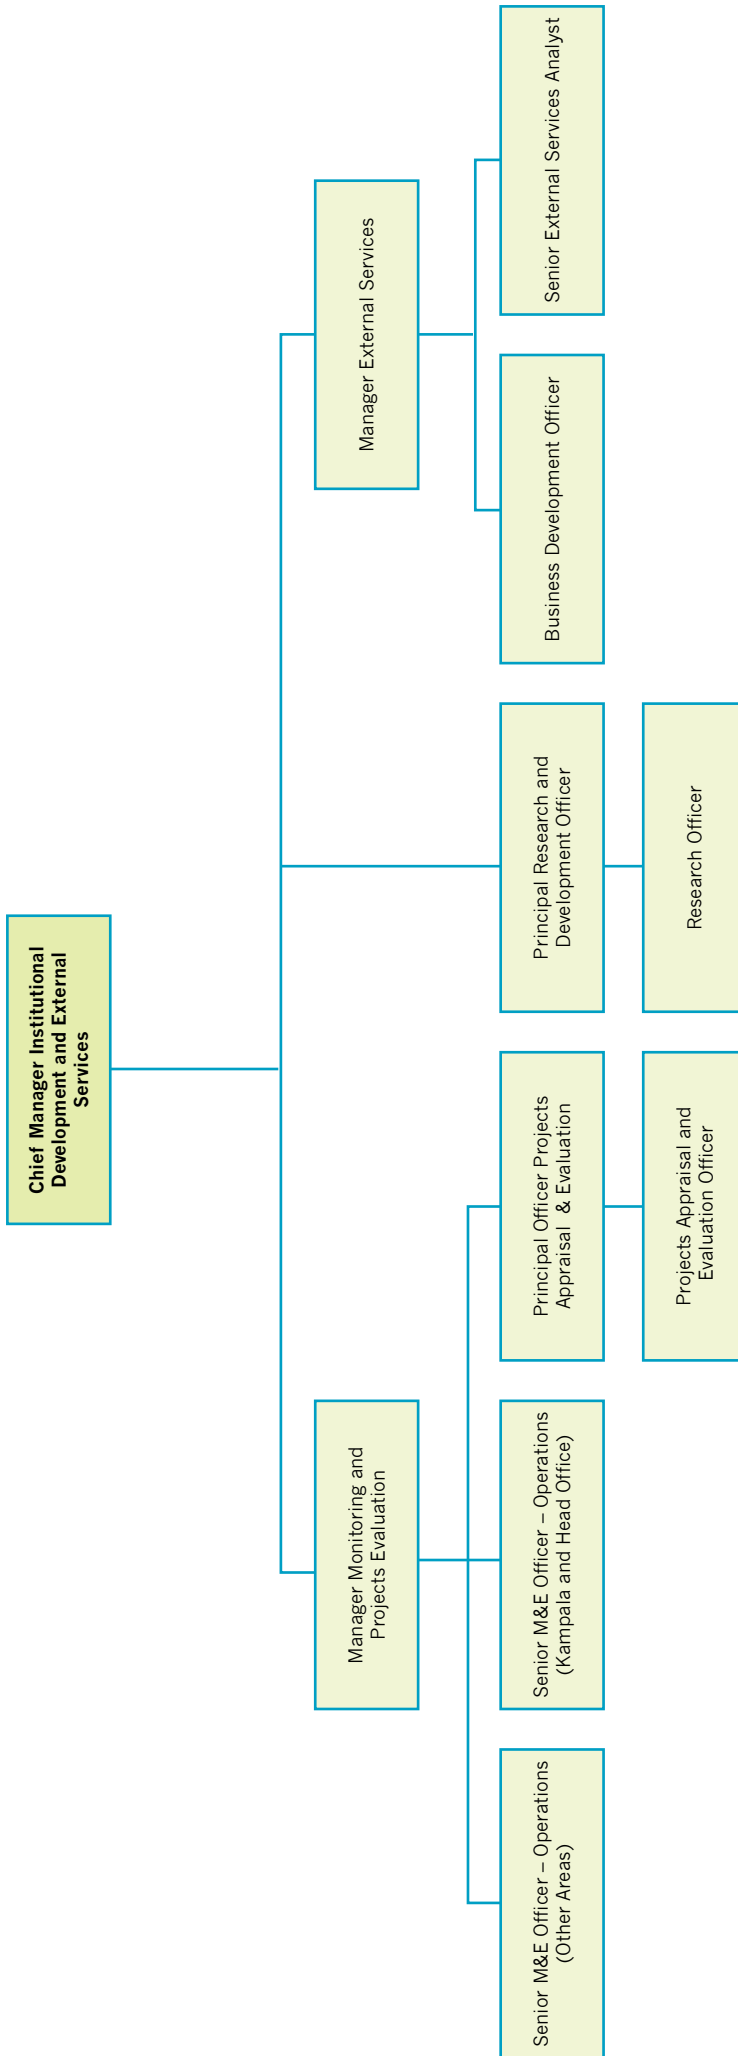 Chief Manager Institutional
Development and External
Services
Manager Monitoring and
Projects Evaluation
Manager External Services
Senior M&E Officer – Operations
(Other Areas)
Senior M&E Officer – Operations
(Kampala and Head Office)
Principal Officer Projects
Appraisal & Evaluation
Principal Research and
Development Officer
Business Development Officer
Senior External Services Analyst
Projects Appraisal and
Evaluation Officer
Research Officer